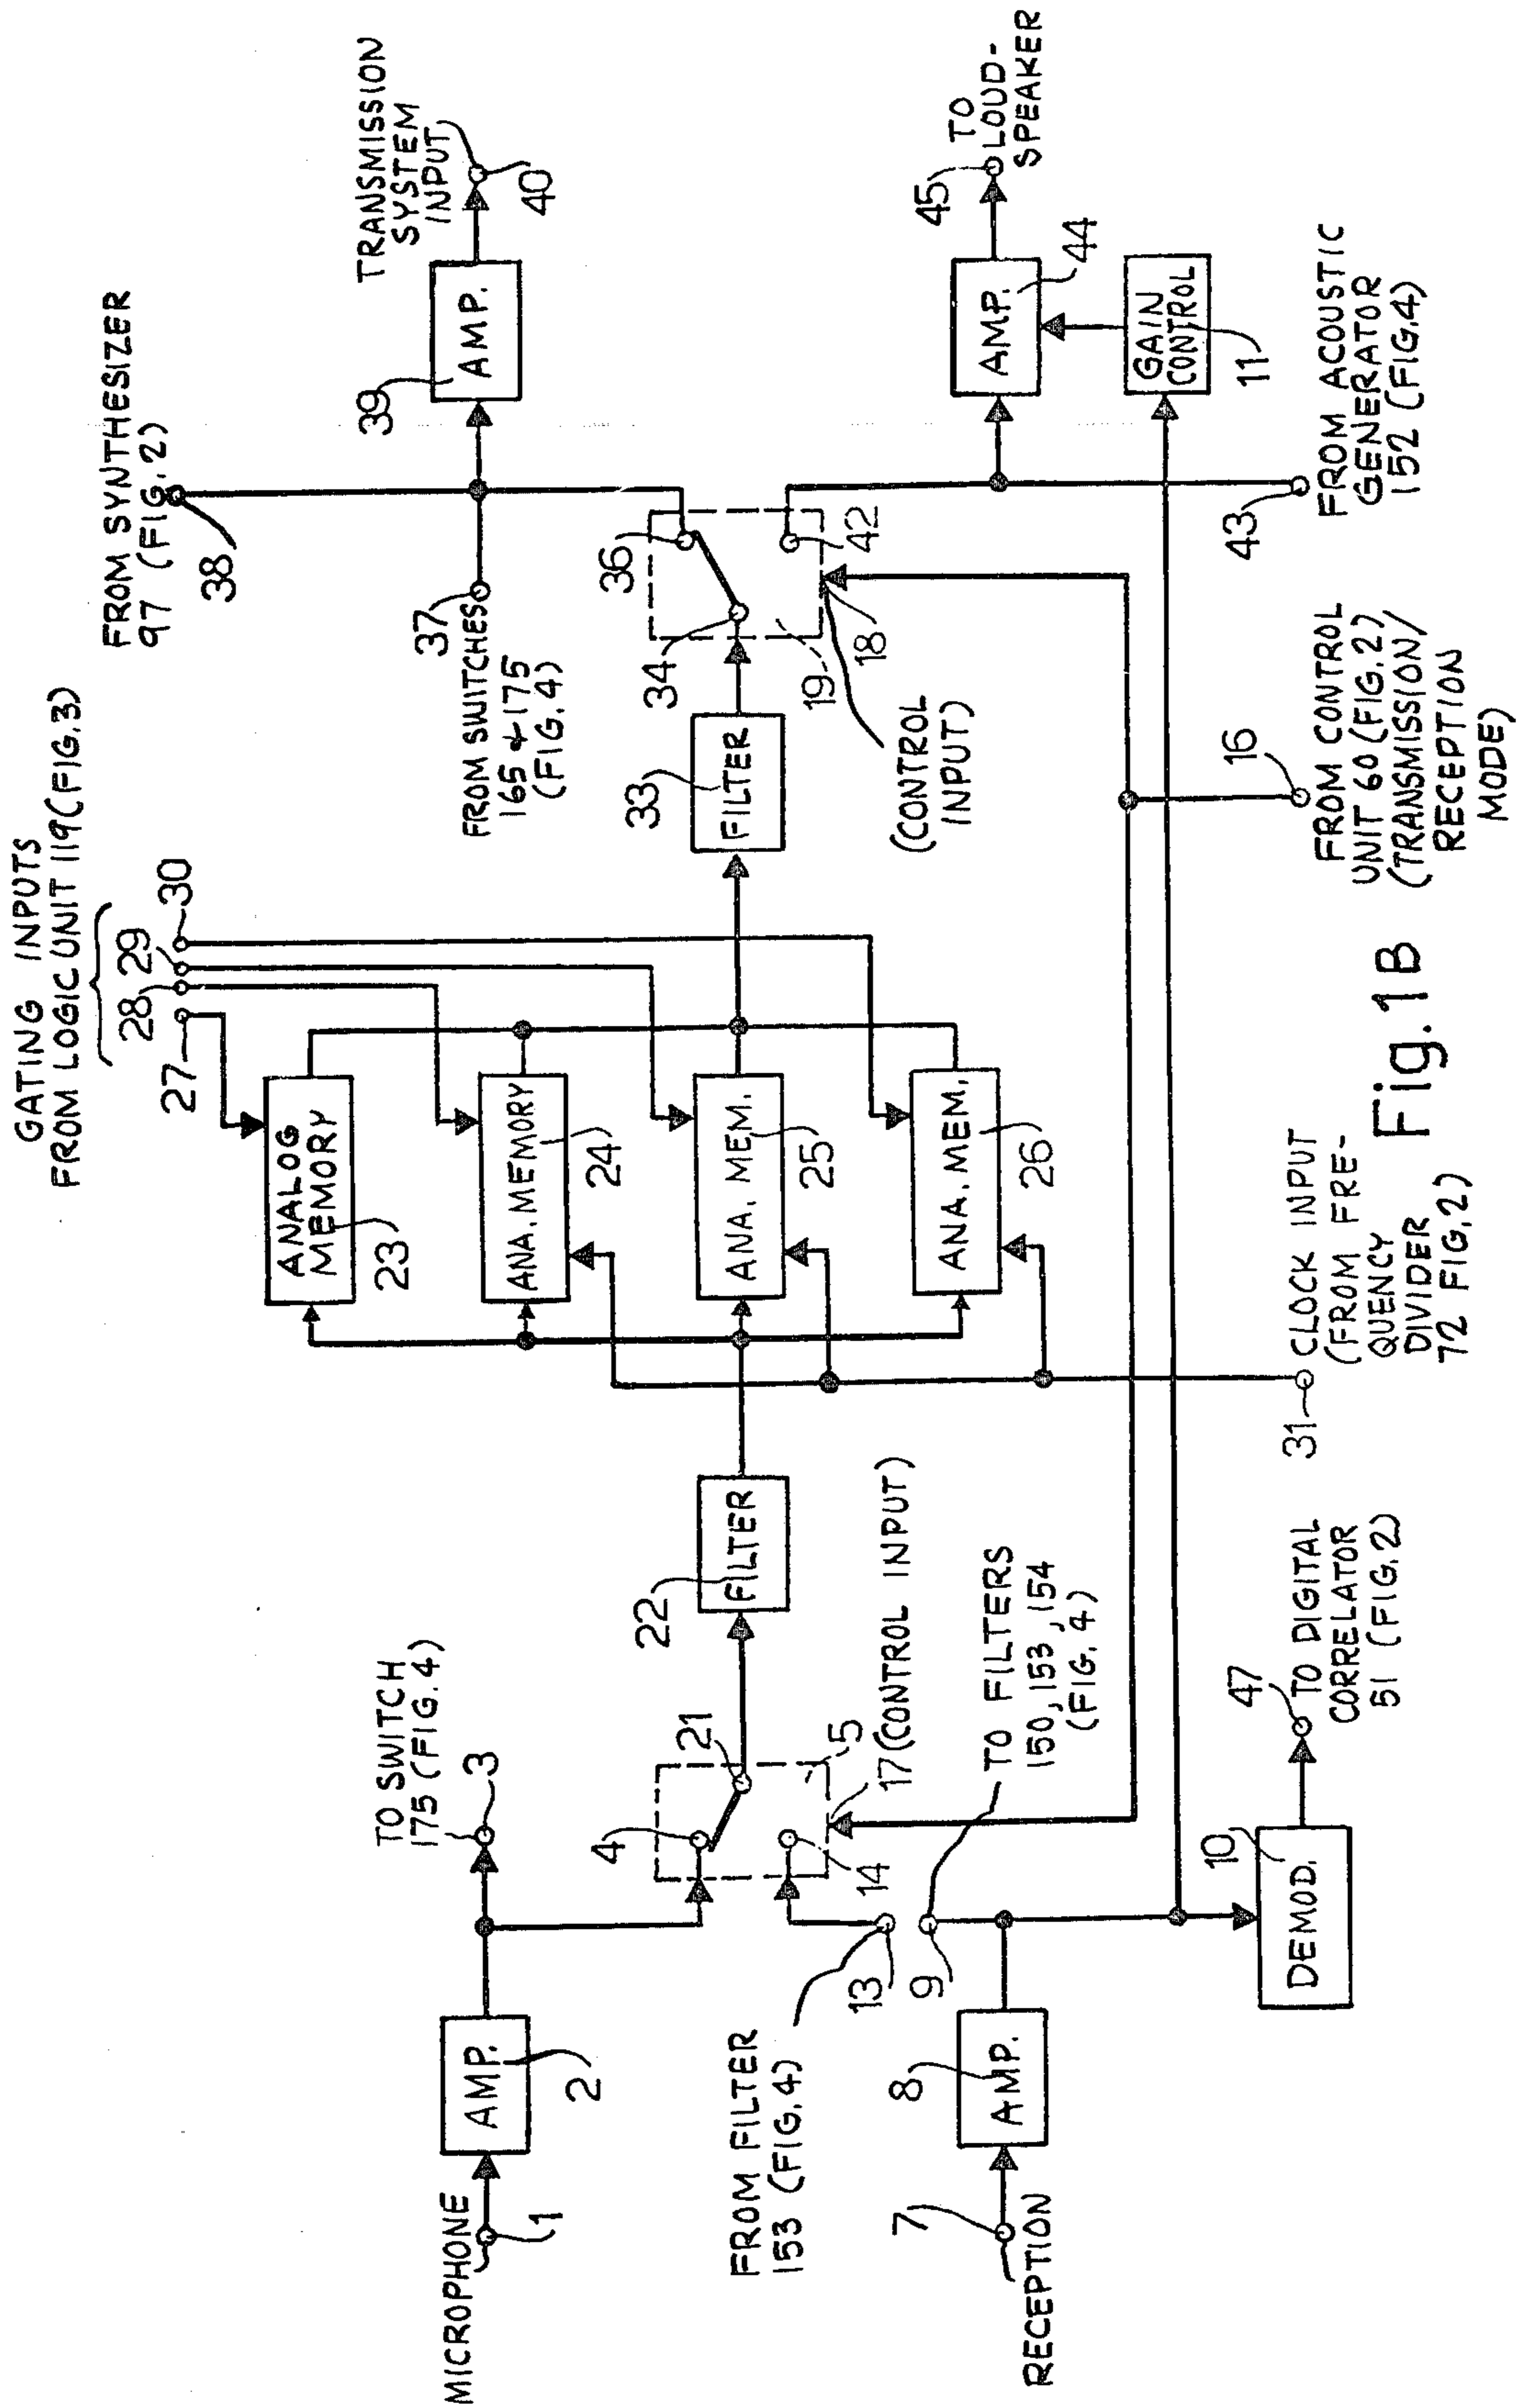 MICROPHONE
1
AMP.
2
TO SWITCH
175 (FIG.4)
3
4
21
5
14
17 (CONTROL INPUT)
FROM FILTER
153 (FIG.4)
13
9
TO FILTERS
150, 153, 154
(FIG. 4)
RECEPTION
7
AMP.
8
DEMOD.
10
47
TO DIGITAL
CORRELATOR
51 (FIG.2)
22
FILTER
GATING INPUTS
FROM LOGIC UNIT 119 (FIG.3)
27
28
29
30
ANALOG
MEMORY
23
ANA. MEMORY
24
ANA. MEM.
25
ANA. MEM.
26
31
CLOCK INPUT
(FROM FRE-
QUENCY
DIVIDER
72 FIG.2)
33
FILTER
34
36
42
19
18
(CONTROL
INPUT)
16
FROM CONTROL
UNIT 60 (FIG.2)
(TRANSMISSION/
RECEPTION
MODE)
FROM SYNTHESIZER
97 (FIG.2)
38
37
FROM SWITCHES
165 & 175
(FIG.4)
39
AMP.
TRANSMISSION
SYSTEM
INPUT
40
AMP.
44
45
TO
LOUD-
SPEAKER
GAIN
CONTROL
11
43
FROM ACOUSTIC
GENERATOR
152 (FIG.4)
Fig. 1B